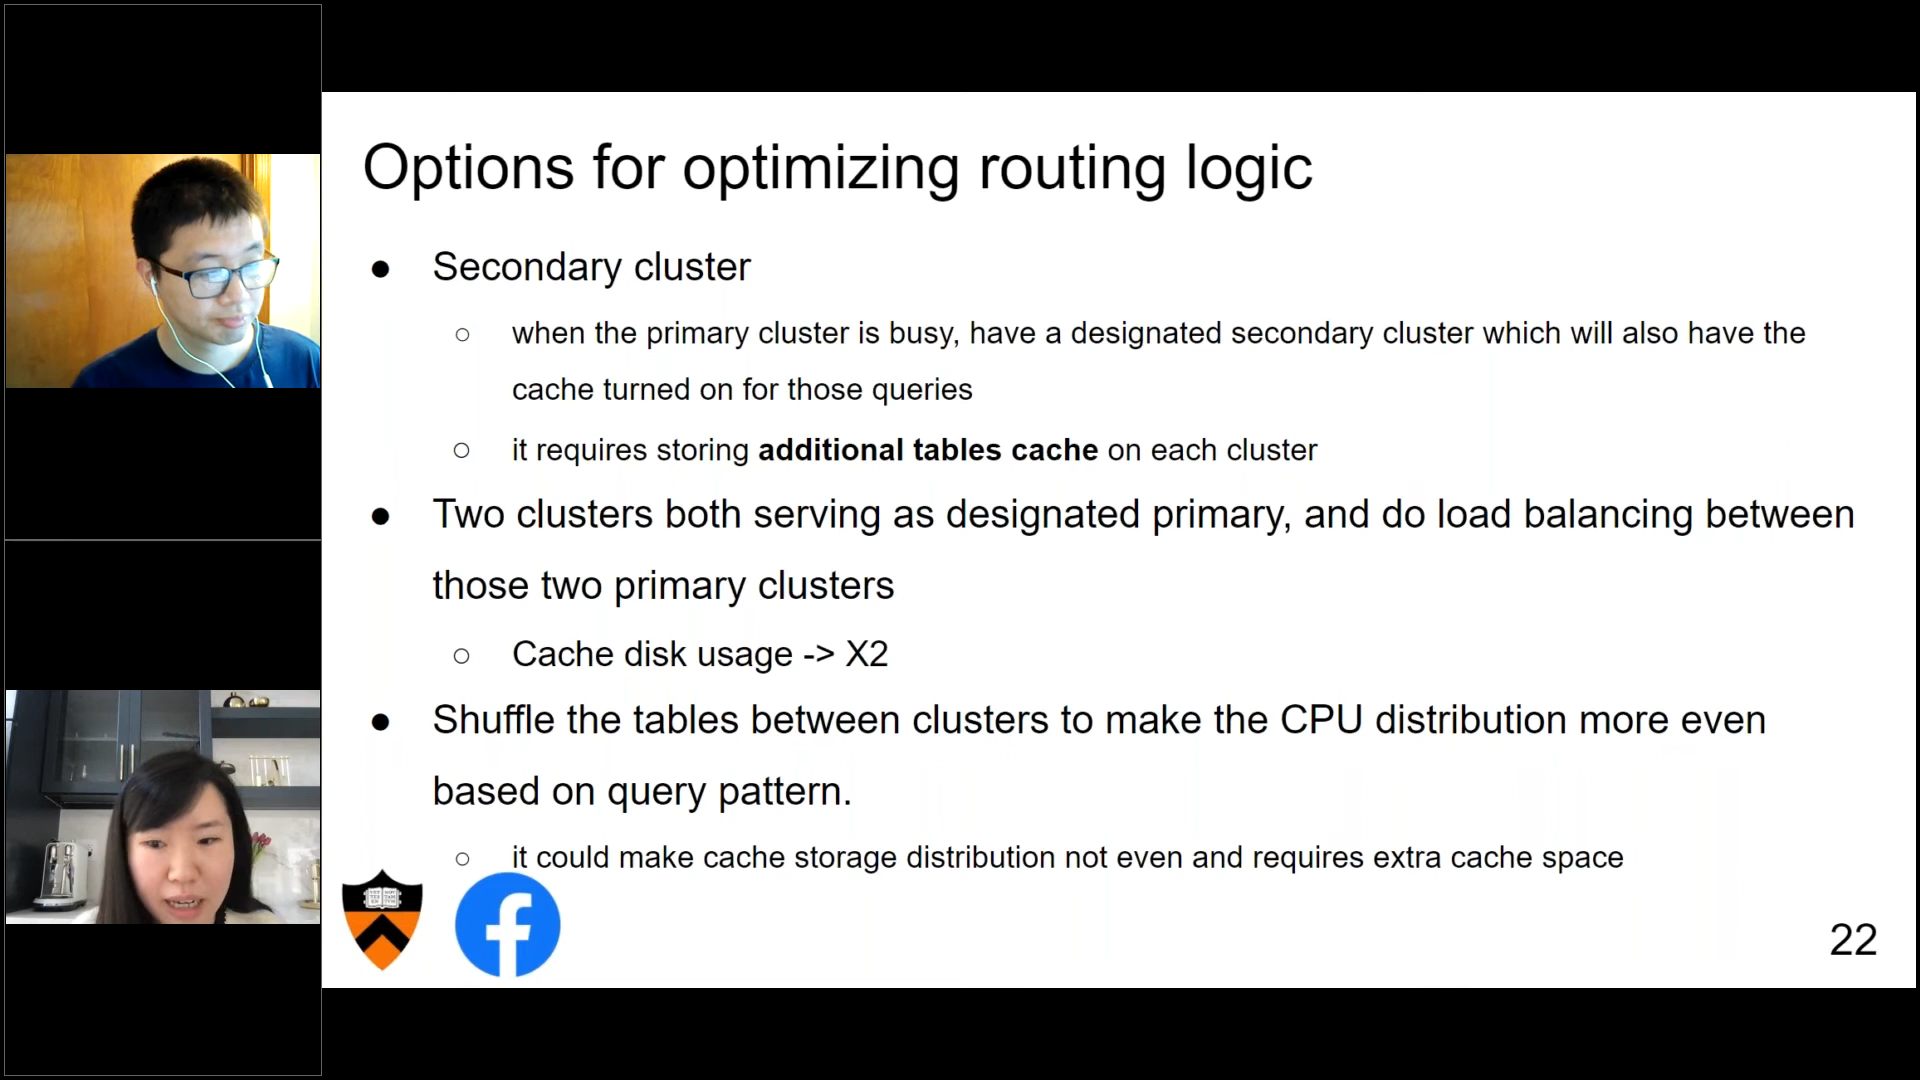 Options for optimizing routing logic
● Secondary cluster
○ when the primary cluster is busy, have a designated secondary cluster which will also have the
cache turned on for those queries
○ it requires storing additional tables cache on each cluster
● Two clusters both serving as designated primary, and do load balancing between
those two primary clusters
○ Cache disk usage -> X2
● Shuffle the tables between clusters to make the CPU distribution more even
based on query pattern.
○ it could make cache storage distribution not even and requires extra cache space
22